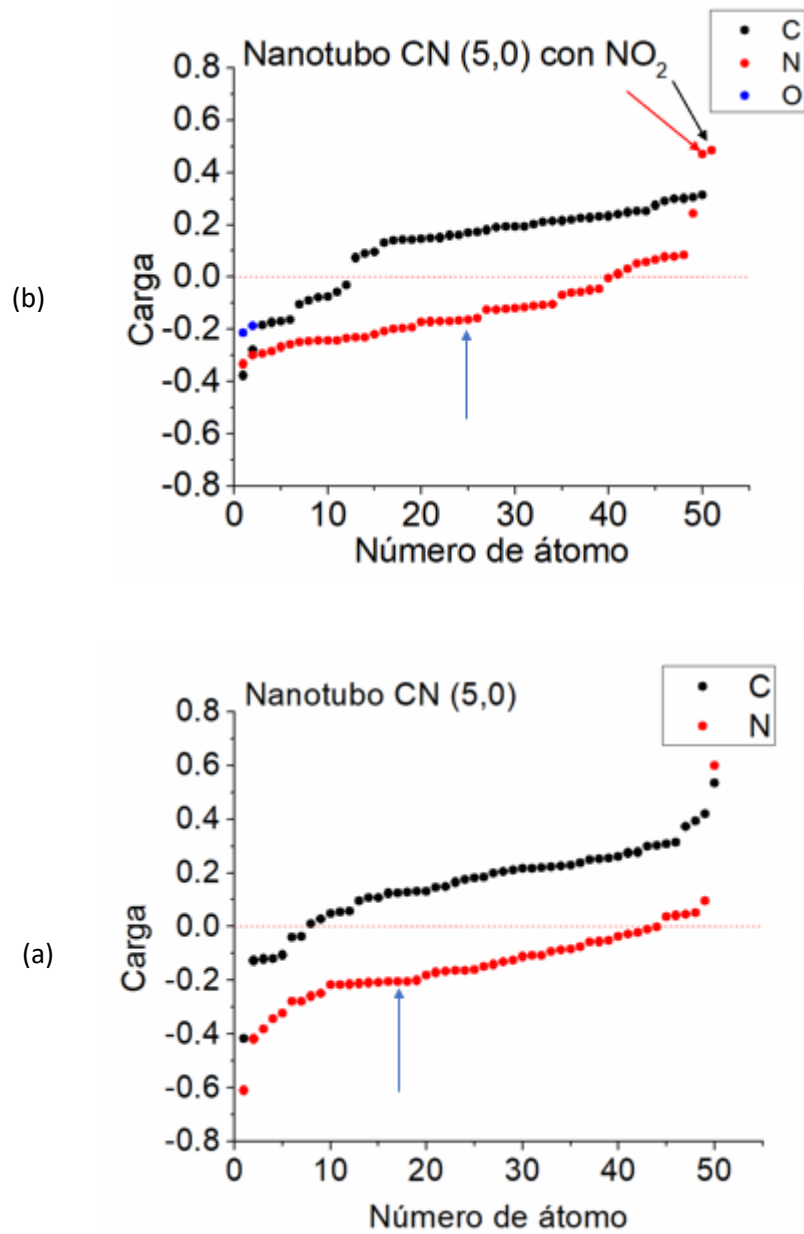 Nanotubo CN (5,0) con NO₂
C
N
O
0.8
0.6
0.4
0.2
0.0
-0.2
-0.4
-0.6
-0.8
Carga
(b)
0 10 20 30 40 50
Número de átomo
Nanotubo CN (5,0)
C
N
0.8
0.6
0.4
0.2
0.0
-0.2
-0.4
-0.6
-0.8
Carga
(a)
0 10 20 30 40 50
Número de átomo